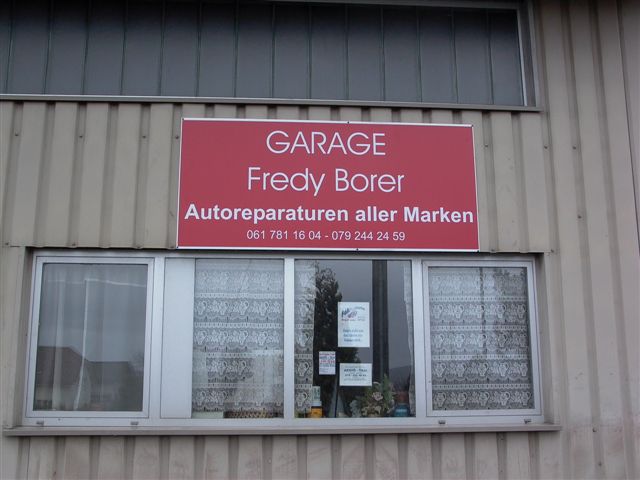 GARAGE
Fredy Borer
Autoreparaturen aller Marken
061 781 16 04 - 079 244 24 59